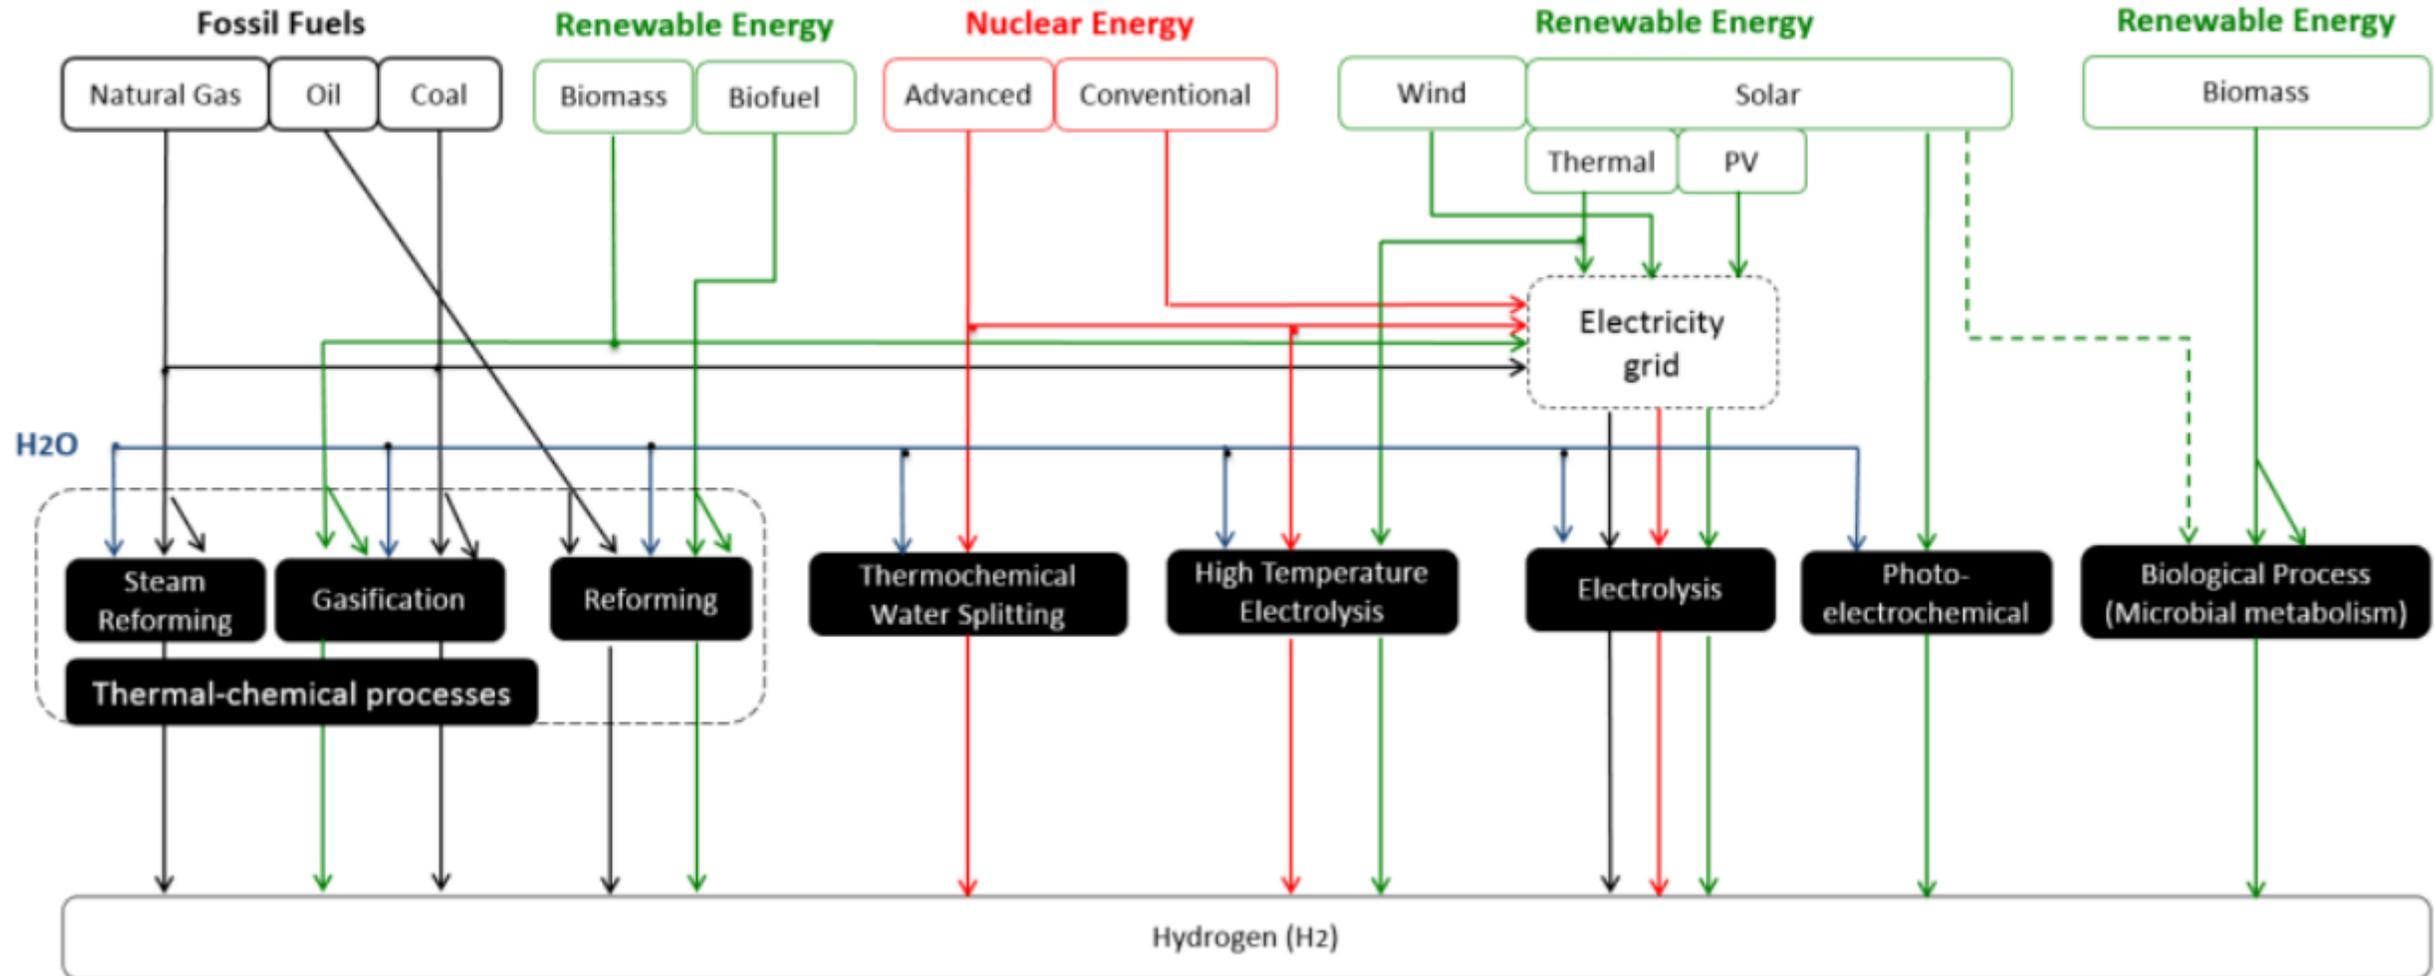 Fossil Fuels
Renewable Energy
Nuclear Energy
Renewable Energy
Renewable Energy
Natural Gas
Oil
Coal
Biomass
Biofuel
Advanced
Conventional
Wind
Solar
Biomass
Thermal
PV
Electricity
grid
H2O
Steam
Reforming
Gasification
Reforming
Thermochemical
Water Splitting
High Temperature
Electrolysis
Electrolysis
Photo-
electrochemical
Biological Process
(Microbial metabolism)
Thermal-chemical processes
Hydrogen (H2)